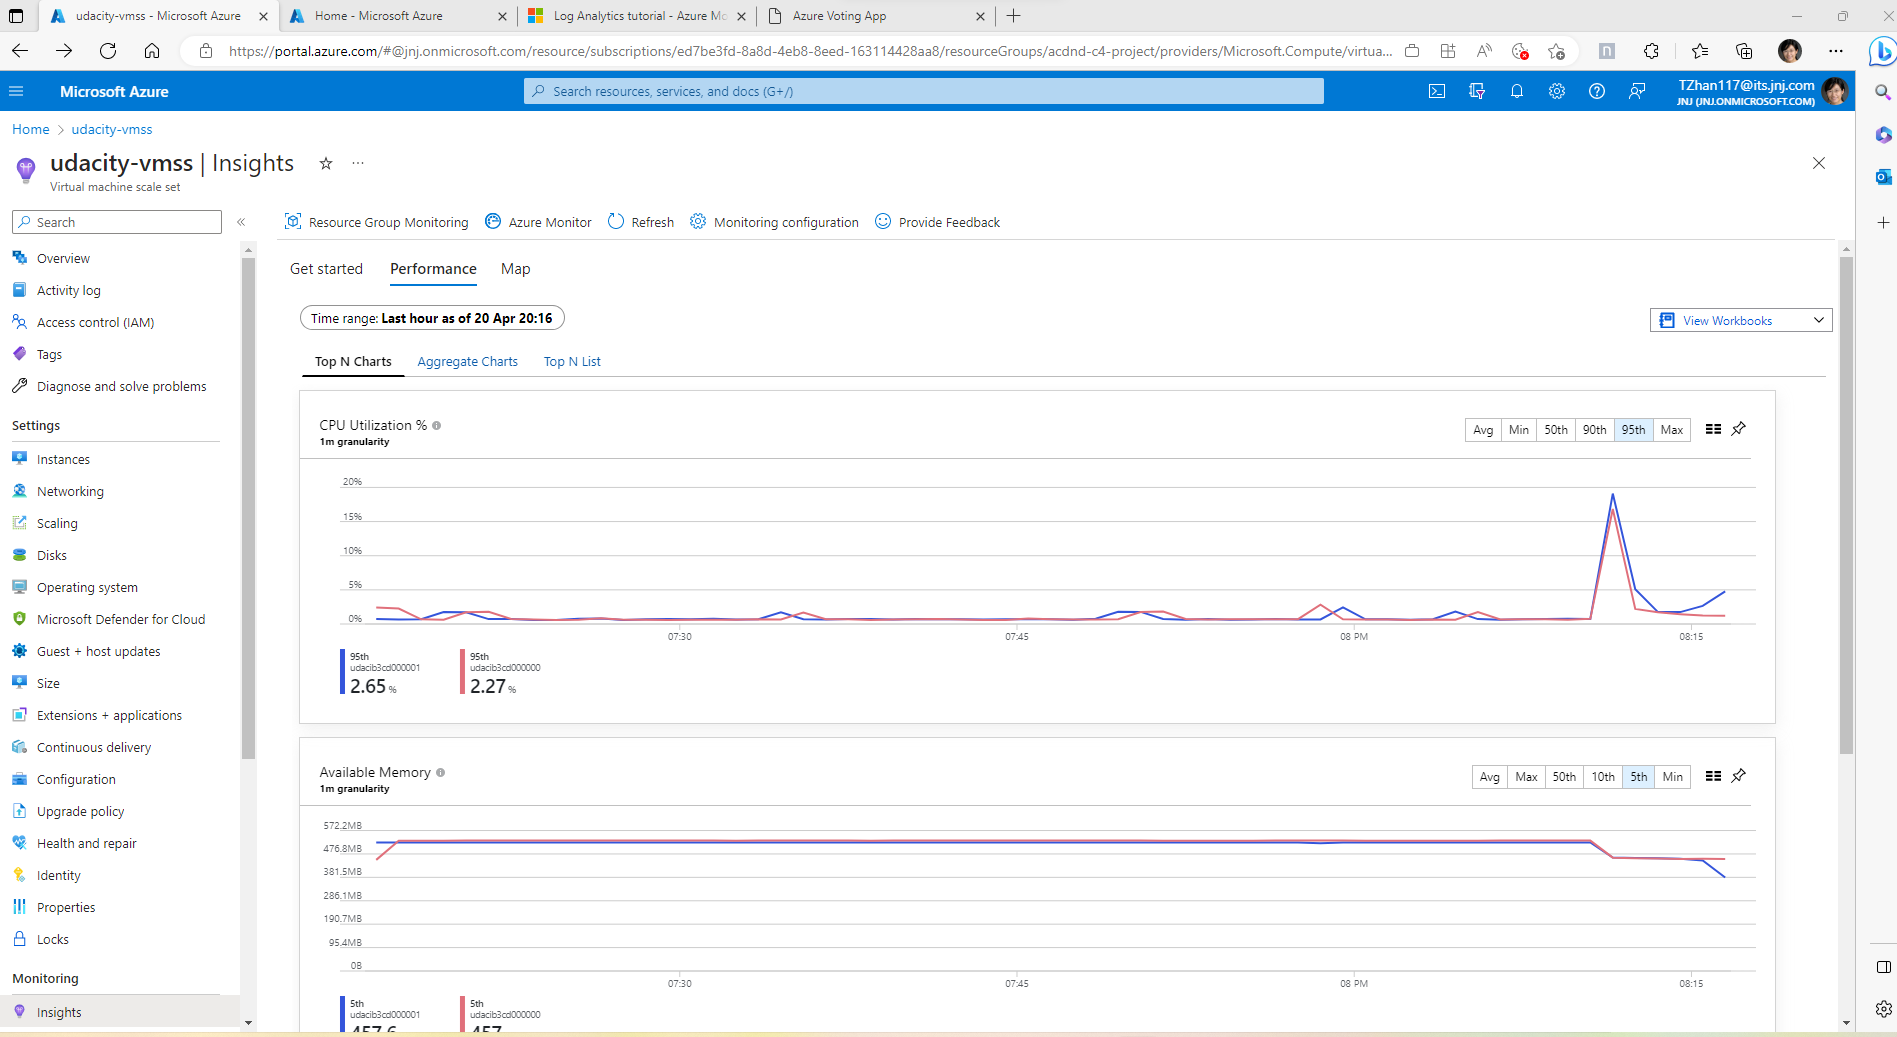 udacity-vmss - Microsoft Azure
Home - Microsoft Azure
Log Analytics tutorial - Azure Mo
Azure Voting App
https://portal.azure.com/#@jnj.onmicrosoft.com/resource/subscriptions/ed7be3fd-8a8d-4eb8-8eed-163114428aa8/resourceGroups/acdnd-c4-project/providers/Microsoft.Compute/virtua...
Microsoft Azure
Search resources, services, and docs (G+/)
TZhan117@its.jnj.com
JNJ (JNJ.ONMICROSOFT.COM)
Home > udacity-vmss
udacity-vmss | Insights
Virtual machine scale set
Search
Resource Group Monitoring
Azure Monitor
Refresh
Monitoring configuration
Provide Feedback
Overview
Activity log
Access control (IAM)
Tags
Diagnose and solve problems
Settings
Instances
Networking
Scaling
Disks
Operating system
Microsoft Defender for Cloud
Guest + host updates
Size
Extensions + applications
Continuous delivery
Configuration
Upgrade policy
Health and repair
Identity
Properties
Locks
Monitoring
Insights
Get started
Performance
Map
Time range: Last hour as of 20 Apr 20:16
View Workbooks
Top N Charts
Aggregate Charts
Top N List
CPU Utilization %
1m granularity
Avg Min 50th 90th 95th Max
20%
15%
10%
5%
0%
07:30 07:45 08 PM 08:15
95th
udacib3cd000001
2.65 %
95th
udacib3cd000000
2.27 %
Available Memory
1m granularity
Avg Max 50th 10th 5th Min
572.2MB
476.8MB
381.5MB
286.1MB
190.7MB
95.4MB
0B
07:30 07:45 08 PM 08:15
5th
udacib3cd000001
457.6
5th
udacib3cd000000
457